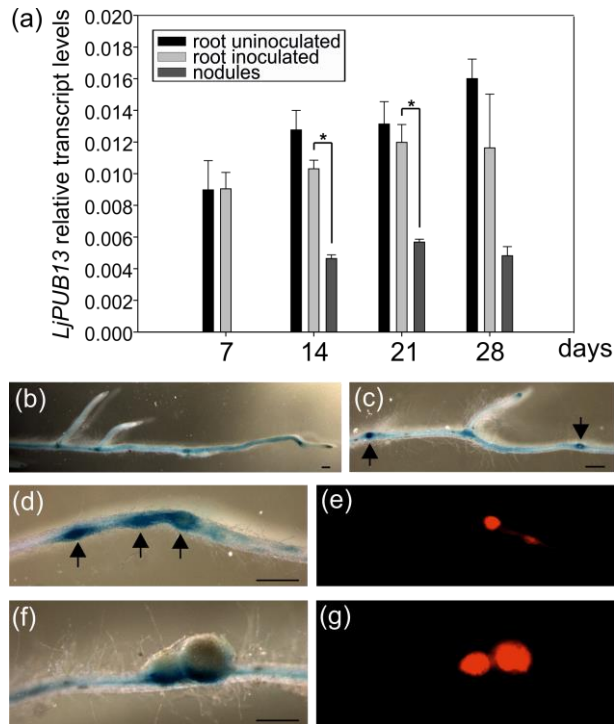 (a)
0.020
0.018
0.016
0.014
0.012
0.010
0.008
0.006
0.004
0.002
0.000
LjPUB13 relative transcript levels
root uninoculated
root inoculated
nodules
*
*
7 14 21 28 days
(b)
(c)
(d)
(e)
(f)
(g)